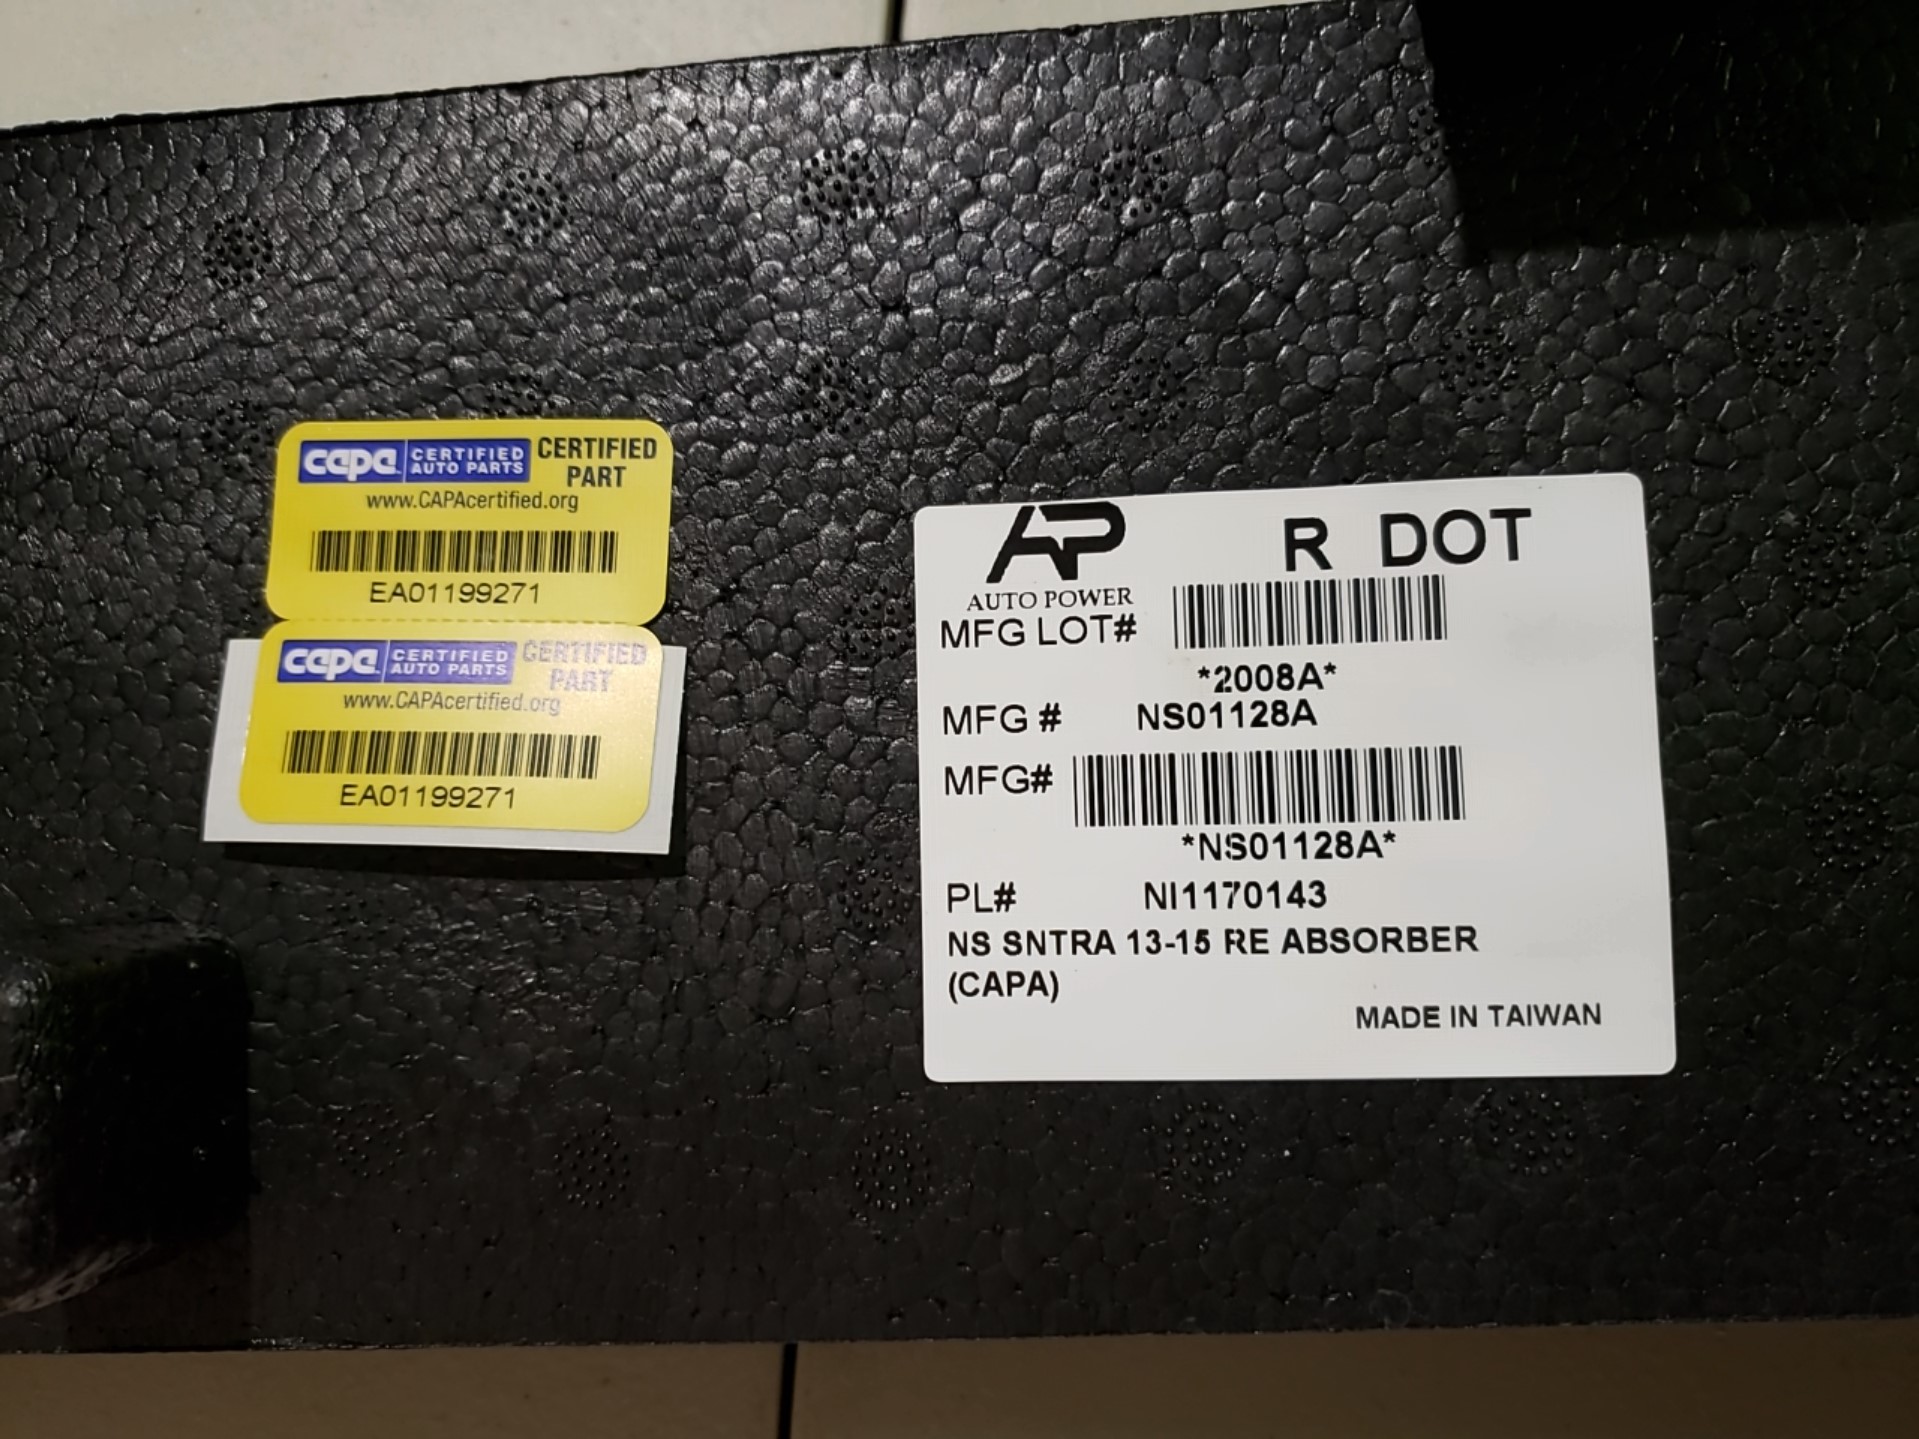 capa CERTIFIED AUTO PARTS CERTIFIED PART
www.CAPAcertified.org
EA01199271
capa CERTIFIED AUTO PARTS CERTIFIED PART
www.CAPAcertified.org
EA01199271
AP R DOT
AUTO POWER
MFG LOT#
*2008A*
MFG # NS01128A
MFG#
*NS01128A*
PL# NI1170143
NS SNTRA 13-15 RE ABSORBER
(CAPA)
MADE IN TAIWAN